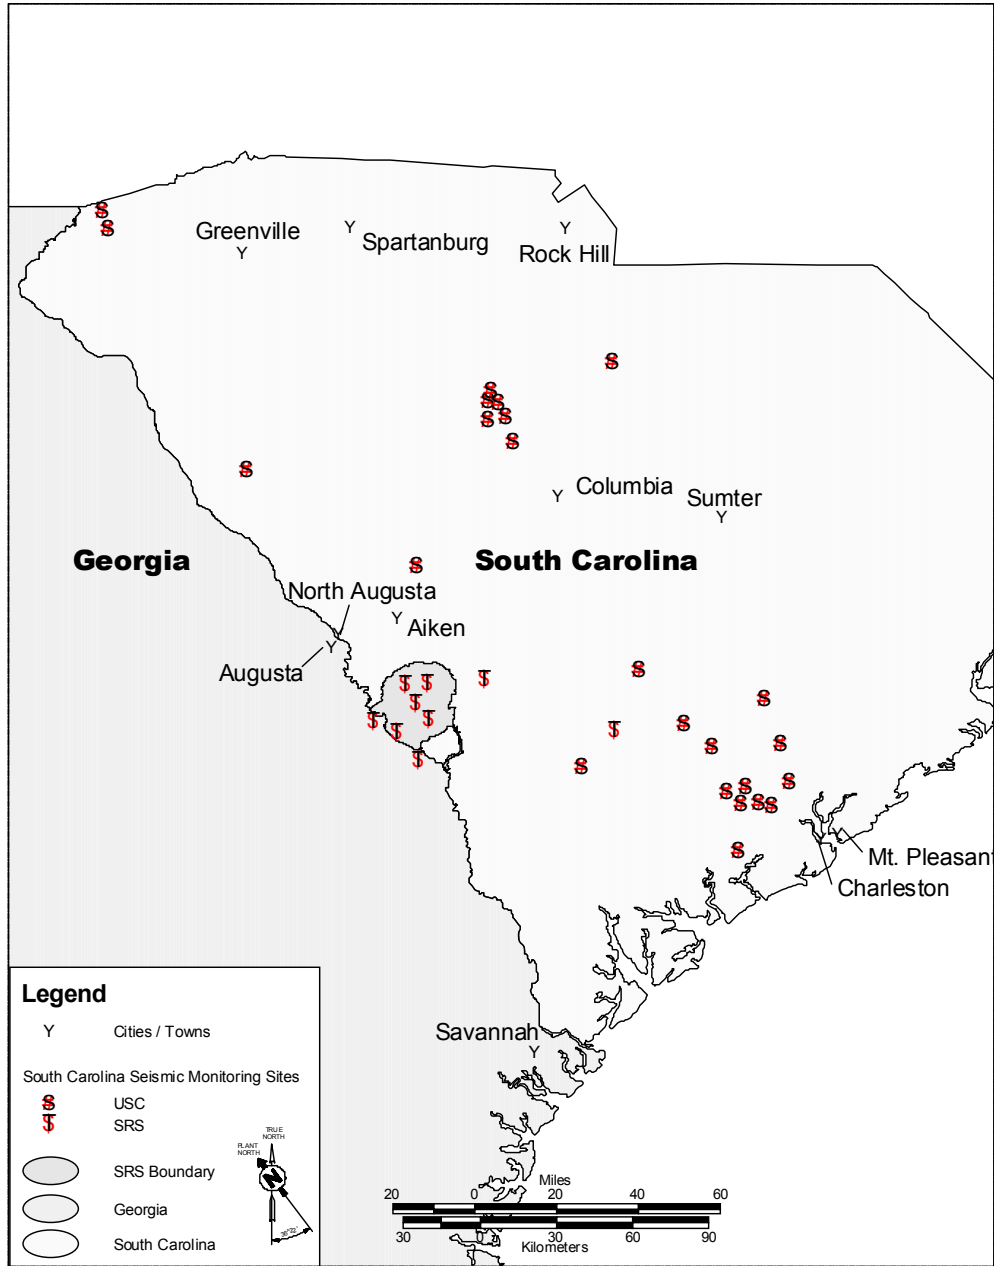 Greenville
Y
Y
Spartanburg
Y
Rock Hill
Y
Columbia
Sumter
Y
Georgia
South Carolina
North Augusta
Y
Aiken
Y
Augusta
Mt. Pleasant
Charleston
Savannah
Y
Legend
Y Cities / Towns
South Carolina Seismic Monitoring Sites
USC
SRS
TRUE
NORTH
PLANT
NORTH
N
SRS Boundary
Georgia
South Carolina
Miles
20 0 20 40 60
30 0 30 60 90
Kilometers